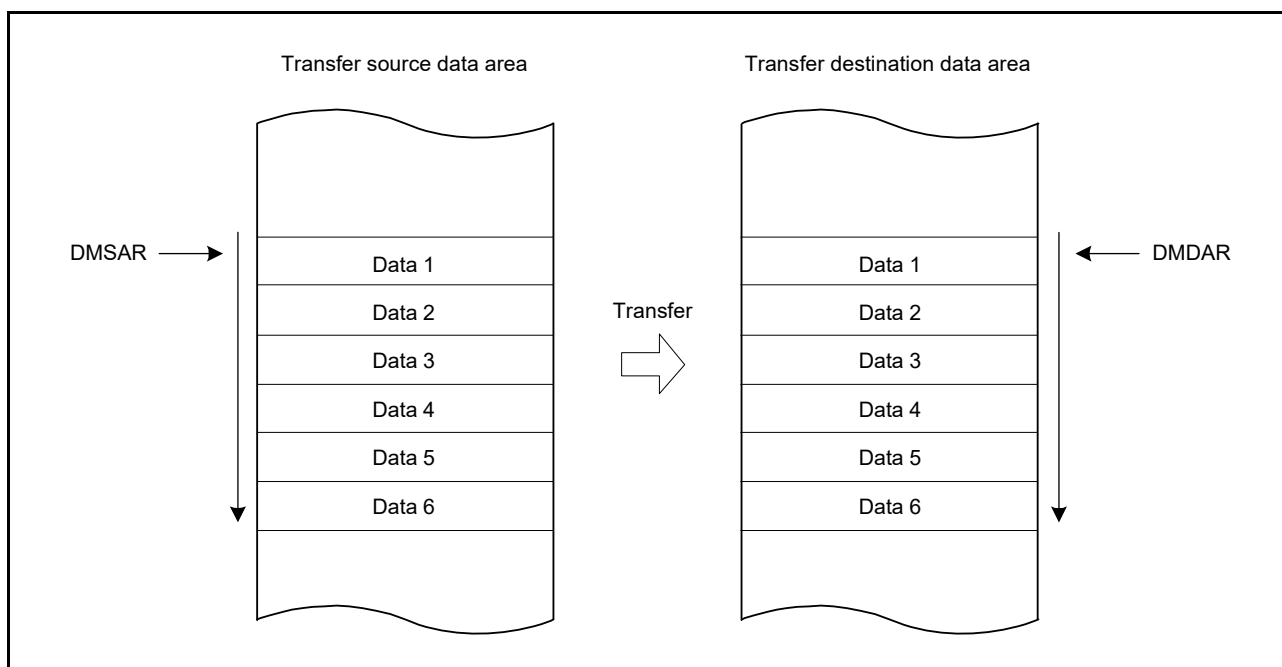 Transfer source data area
Transfer destination data area
DMSAR
Data 1
Data 2
Data 3
Data 4
Data 5
Data 6
Transfer
Data 1
Data 2
Data 3
Data 4
Data 5
Data 6
DMDAR